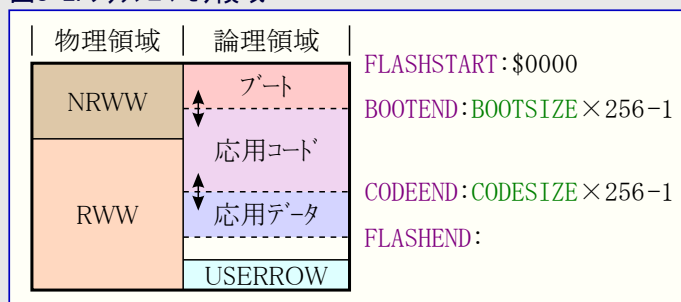 物理領域 論理領域
NRWW
RWW
ブート
応用コード
応用データ
USERROW
FLASHSTART:$0000
BOOTEND:BOOTSIZE×256-1
CODEEND:CODESIZE×256-1
FLASHEND: